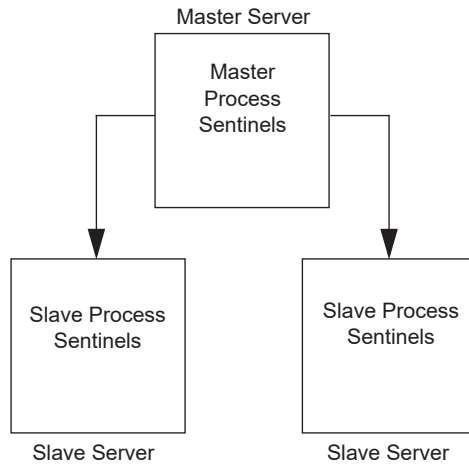 Master Server
Master
Process
Sentinels
Slave Process
Sentinels
Slave Server
Slave Process
Sentinels
Slave Server